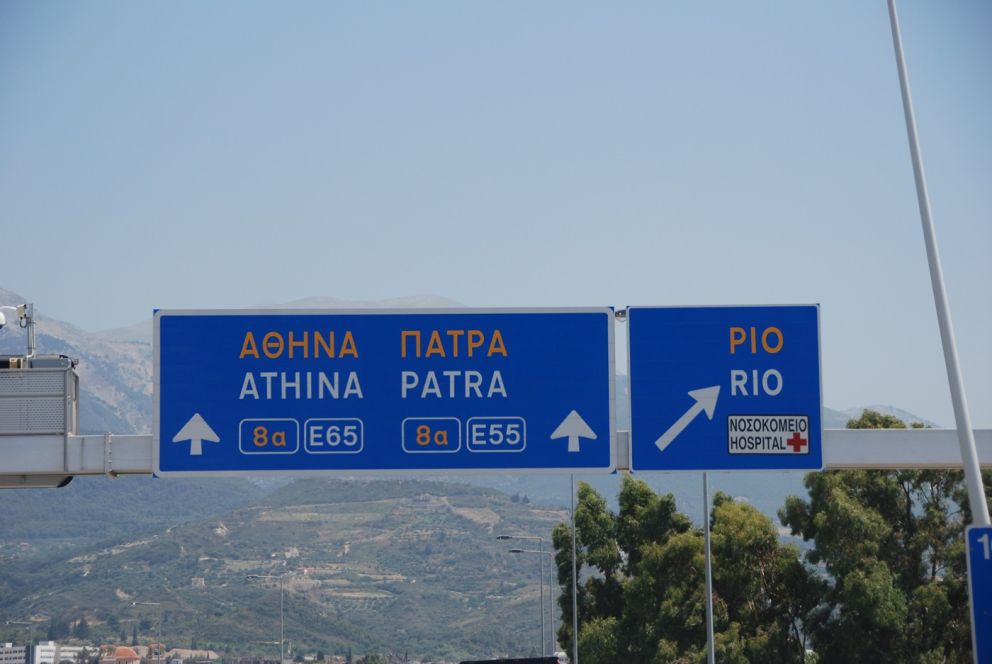 ΑΘΗΝΑ ΠΑΤΡΑ
ATHINA PATRA
8α E65 8α E55
ΡΙΟ
RIO
ΝΟΣΟΚΟΜΕΙΟ
HOSPITAL